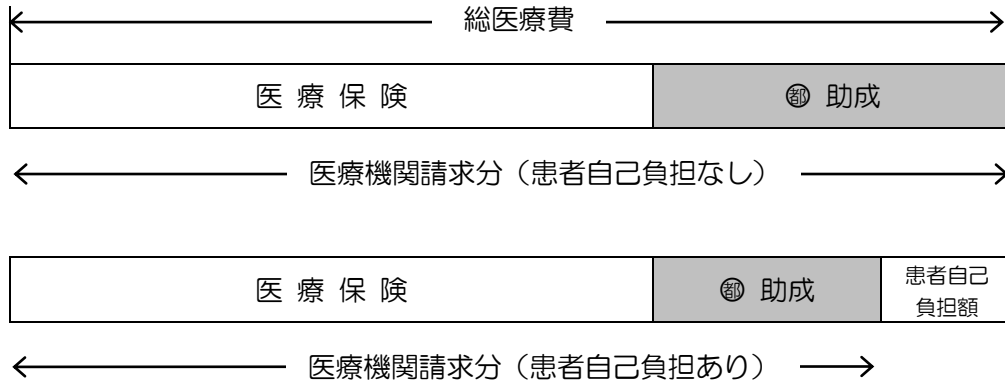 総医療費
医療保険
㊞助成
医療機関請求分（患者自己負担なし）
医療保険
助成
患者自己
負担額
医療機関請求分（患者自己負担あり）